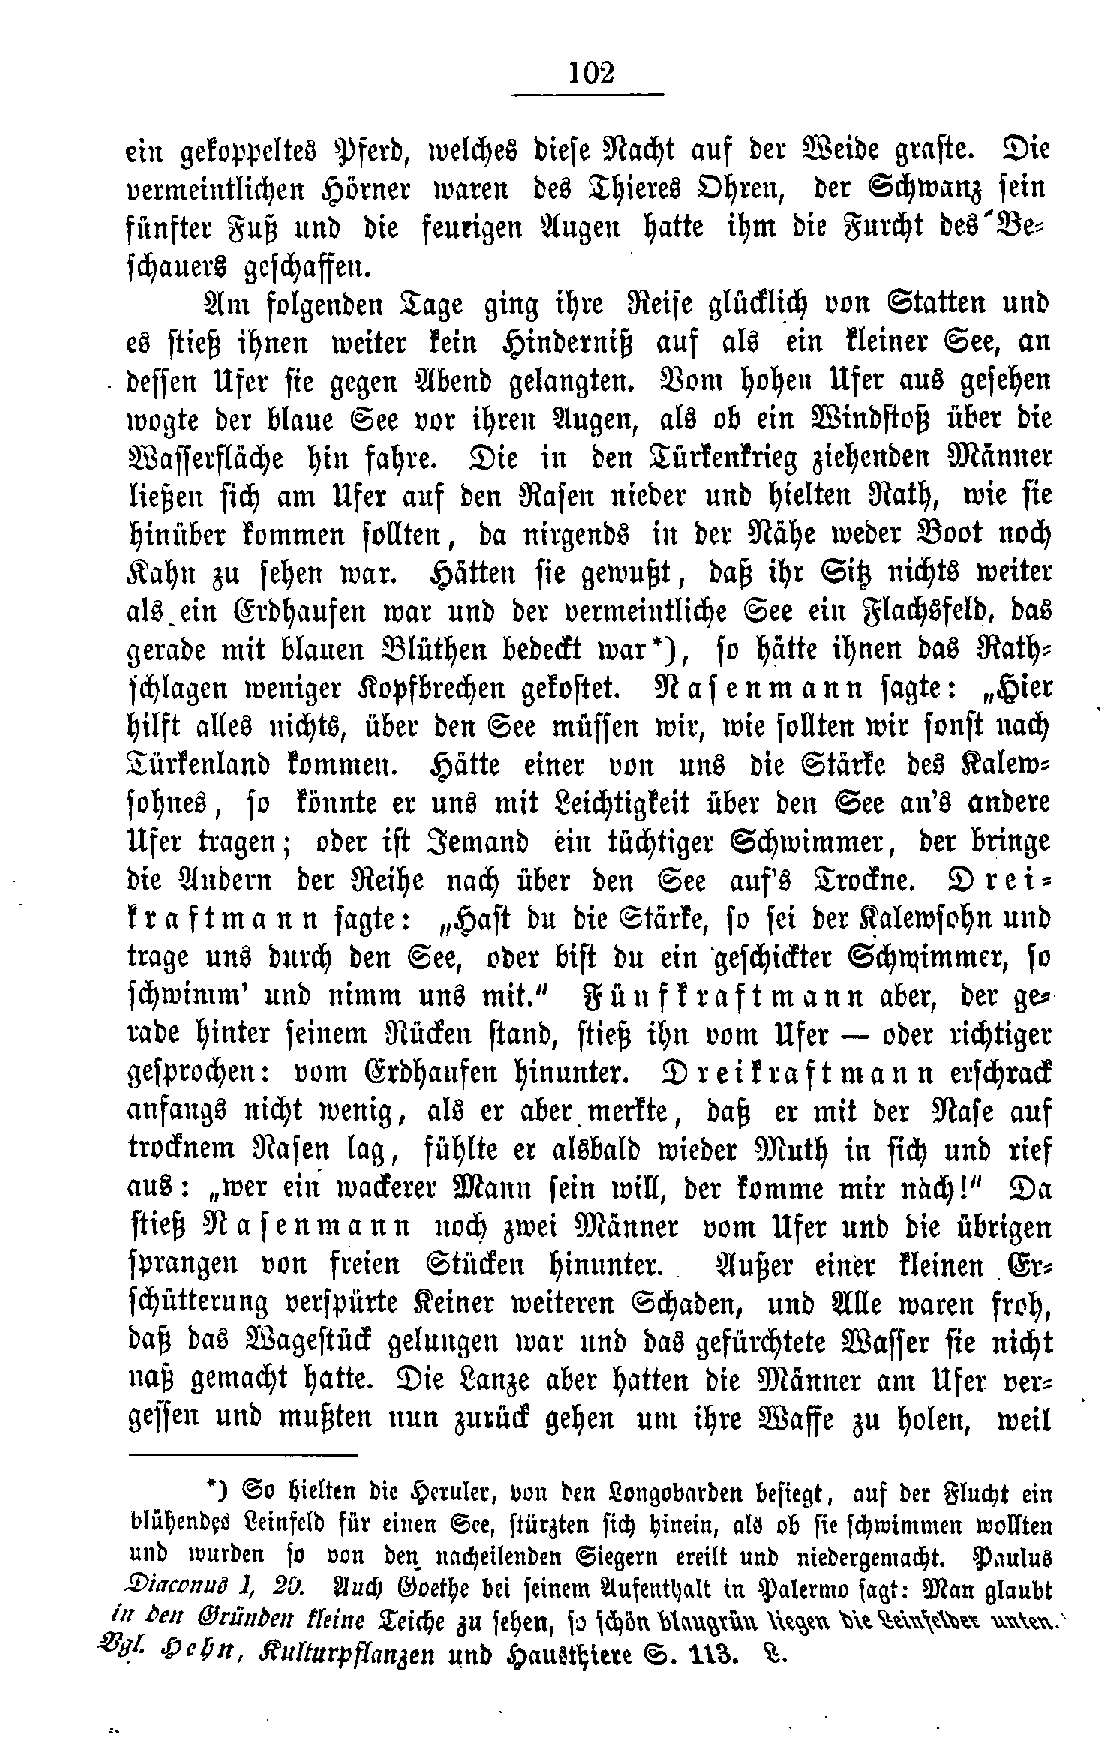 102
ein gekoppeltes Pferd, welches diese Nacht auf der Weide graste. Die
vermeintlichen Hörner waren des Thieres Ohren, der Schwanz sein
fünfter Fuß und die feurigen Augen hatte ihm die Furcht des Be-
schauers geschaffen.
Am folgenden Tage ging ihre Reise glücklich von Statten und
es stieß ihnen weiter kein Hinderniß auf als ein kleiner See, an
dessen Ufer sie gegen Abend gelangten. Vom hohen Ufer aus gesehen
wogte der blaue See vor ihren Augen, als ob ein Windstoß über die
Wasserfläche hin fahre. Die in den Türkenkrieg ziehenden Männer
ließen sich am Ufer auf den Rasen nieder und hielten Rath, wie sie
hinüber kommen sollten, da nirgends in der Nähe weder Boot noch
Kahn zu sehen war. Hätten sie gewußt, daß ihr Sitz nichts weiter
als ein Erdhaufen war und der vermeintliche See ein Flachsfeld, das
gerade mit blauen Blüthen bedeckt war*), so hätte ihnen das Rath-
schlagen weniger Kopfbrechen gekostet. Nasenmann sagte: „Hier
hilft alles nichts, über den See müssen wir, wie sollten wir sonst nach
Türkenland kommen. Hätte einer von uns die Stärke des Kalew-
sohnes, so könnte er uns mit Leichtigkeit über den See an's andere
Ufer tragen; oder ist Jemand ein tüchtiger Schwimmer, der bringe
die Andern der Reihe nach über den See auf's Trockne. Drei-
kraftmann sagte: „Hast du die Stärke, so sei der Kalewsohn und
trage uns durch den See, oder bist du ein geschickter Schwimmer, so
schwimm' und nimm uns mit." Fünfkraftmann aber, der ge-
rade hinter seinem Rücken stand, stieß ihn vom Ufer — oder richtiger
gesprochen: vom Erdhaufen hinunter. Dreikraftmann erschrack
anfangs nicht wenig, als er aber merkte, daß er mit der Nase auf
trocknem Rasen lag, fühlte er alsbald wieder Muth in sich und rief
aus: „wer ein wackerer Mann sein will, der komme mir nach!" Da
stieß Nasenmann noch zwei Männer vom Ufer und die übrigen
sprangen von freien Stücken hinunter. Außer einer kleinen Er-
schütterung verspürte Keiner weiteren Schaden, und Alle waren froh,
daß das Wagestück gelungen war und das gefürchtete Wasser sie nicht
naß gemacht hatte. Die Lanze aber hatten die Männer am Ufer ver-
gessen und mußten nun zurück gehen um ihre Waffe zu holen, weil
*) So hielten die Heruler, von den Longobarden besiegt, auf der Flucht ein
blühendes Leinfeld für einen See, stürzten sich hinein, als ob sie schwimmen wollten
und wurden so von den nacheilenden Siegern ereilt und niedergemacht. Paulus
Diaconus 1, 20. Auch Goethe bei seinem Aufenthalt in Palermo sagt: Man glaubt
in den Gründen kleine Teiche zu sehen, so schön blaugrün liegen die Leinfelder unten.
Vgl. Hehn, Kulturpflanzen und Hausthiere S. 113. L.